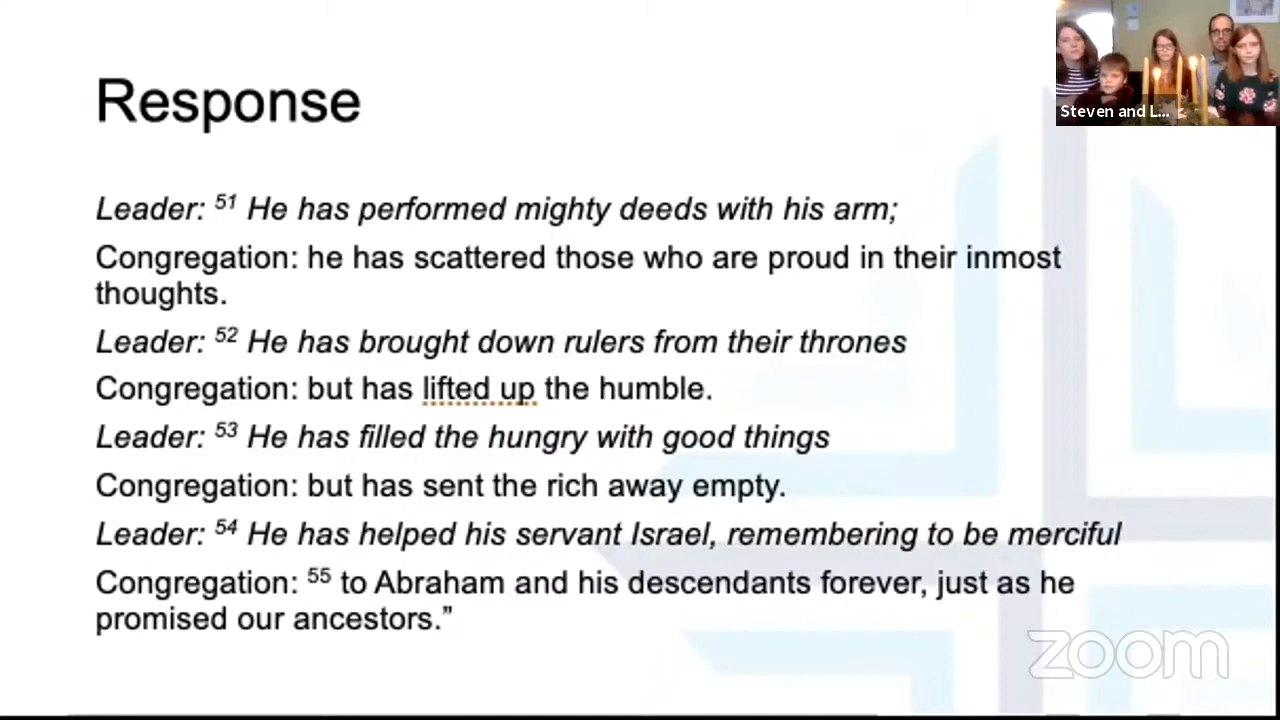 Response
Steven and L...
Leader: 51 He has performed mighty deeds with his arm;
Congregation: he has scattered those who are proud in their inmost
thoughts.
Leader: 52 He has brought down rulers from their thrones
Congregation: but has lifted up the humble.
Leader: 53 He has filled the hungry with good things
Congregation: but has sent the rich away empty.
Leader: 54 He has helped his servant Israel, remembering to be merciful
Congregation: 55 to Abraham and his descendants forever, just as he
promised our ancestors.”
zoom